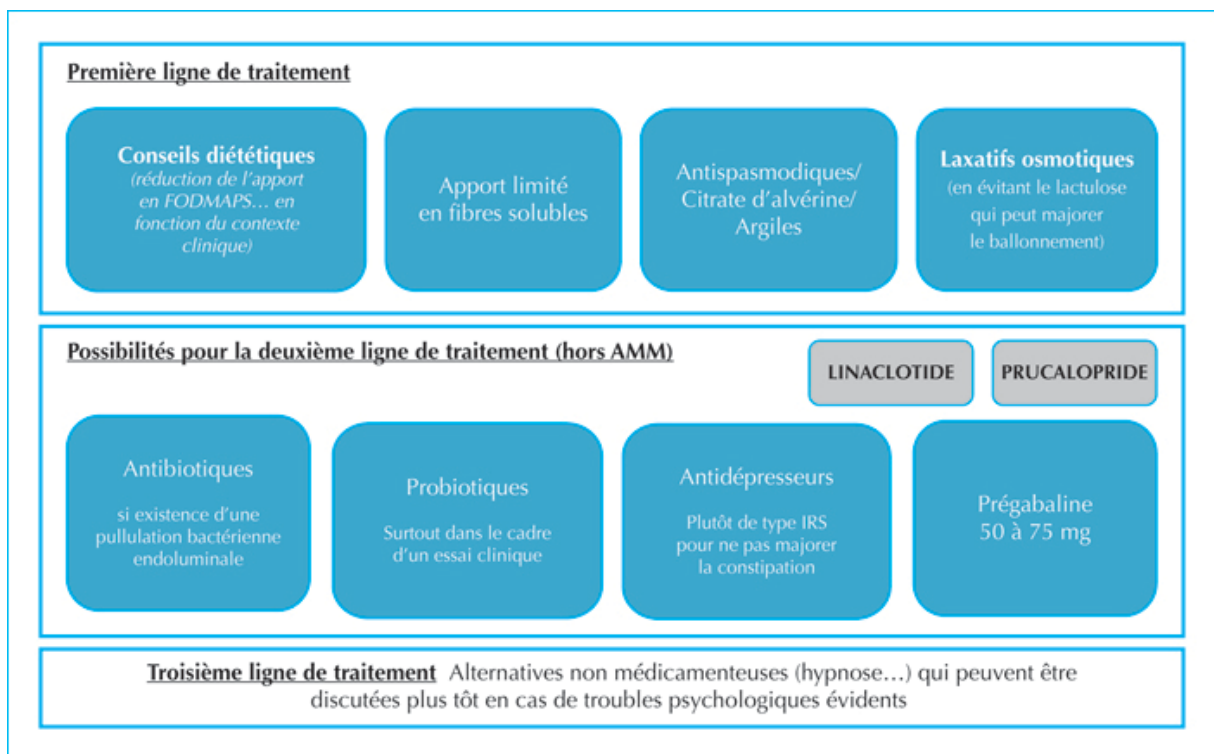 Première ligne de traitement
Conseils diététiques
(réduction de l'apport
en FODMAPS... en
fonction du contexte
clinique)
Apport limité
en fibres solubles
Antispasmodiques/
Citrate d'alvérine/
Argiles
Laxatifs osmotiques
(en évitant le lactulose
qui peut majorer
le ballonnement)
Possibilités pour la deuxième ligne de traitement (hors AMM)
LINACLOTIDE
PRUCALOPRIDE
Antibiotiques
si existence d'une
pullulation bactérienne
endoluminale
Probiotiques
Surtout dans le cadre
d'un essai clinique
Antidépresseurs
Plutôt de type IRS
pour ne pas majorer
la constipation
Prégabaline
50 à 75 mg
Troisième ligne de traitement Alternatives non médicamenteuses (hypnose...) qui peuvent être
discutées plus tôt en cas de troubles psychologiques évidents